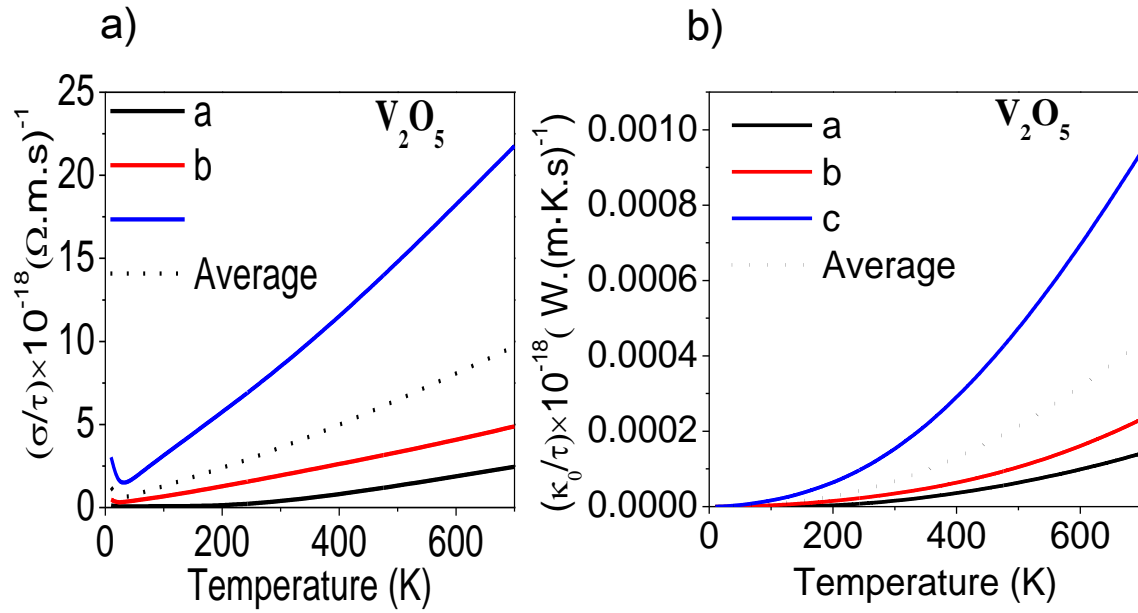 a)
(σ/τ)×10⁻¹⁸(Ω.m.s)⁻¹
25
20
15
10
5
0
a
b
Average
V₂O₅
0
200
400
600
Temperature (K)
b)
(κ₀/τ)×10⁻¹⁸( W.(m·K.s)⁻¹
0.0010
0.0008
0.0006
0.0004
0.0002
0.0000
a
b
c
Average
V₂O₅
0
200
400
600
Temperature (K)